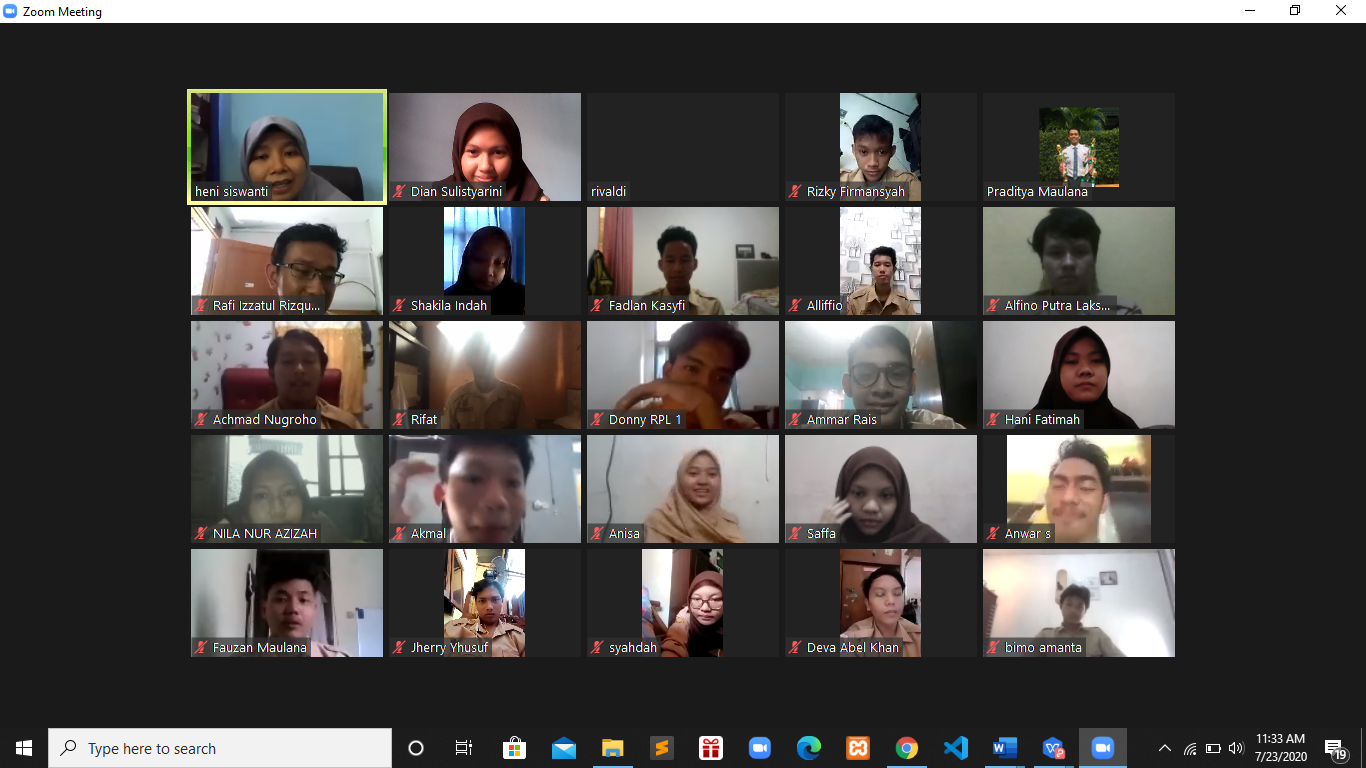 Zoom Meeting
heni siswanti
Dian Sulistyarini
rivaldi
Rizky Firmansyah
Praditya Maulana
Rafi Izzatul Rizqu...
Shakila Indah
Fadlan Kasyfi
Alliffio
Alfino Putra Laks...
Achmad Nugroho
Rifat
Donny RPL 1
Ammar Rais
Hani Fatimah
NILA NUR AZIZAH
Akmal
Anisa
Saffa
Anwar s
Fauzan Maulana
Jherry Yhusuf
syahdah
Deva Abel Khan
bimo amanta
Type here to search
11:33 AM
7/23/2020
19